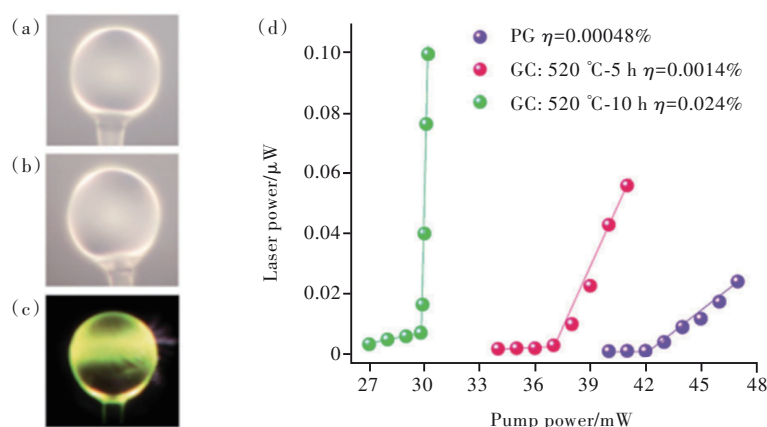 (a)
(b)
(c)
(d)
PG η=0.00048%
GC: 520 ℃-5 h η=0.0014%
GC: 520 ℃-10 h η=0.024%
Laser power/μW
0.10
0.08
0.06
0.04
0.02
0
27 30 33 36 39 42 45 48
Pump power/mW